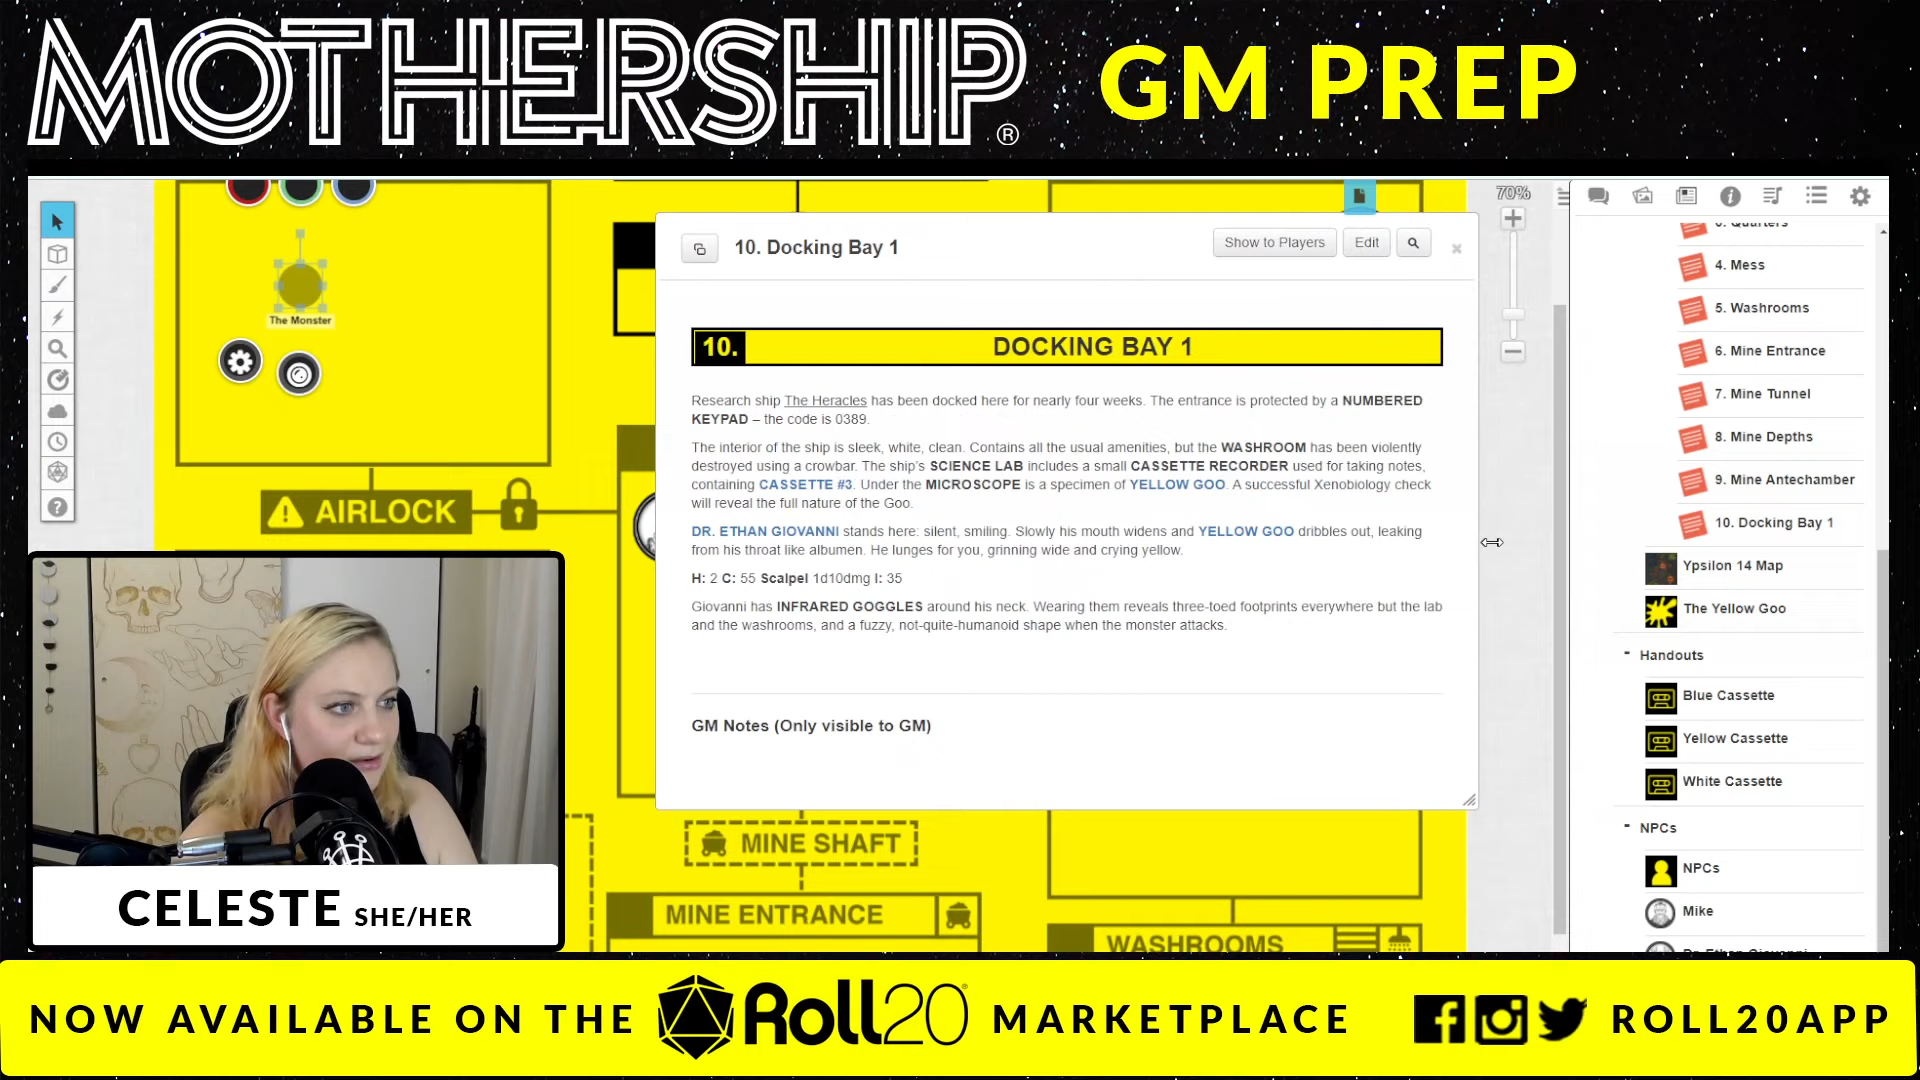 MOTHERSHIP®
GM PREP
70%
The Monster
AIRLOCK
10. Docking Bay 1
Show to Players
Edit
10.
DOCKING BAY 1
Research ship The Heracles has been docked here for nearly four weeks. The entrance is protected by a NUMBERED
KEYPAD – the code is 0389.
The interior of the ship is sleek, white, clean. Contains all the usual amenities, but the WASHROOM has been violently
destroyed using a crowbar. The ship's SCIENCE LAB includes a small CASSETTE RECORDER used for taking notes,
containing CASSETTE #3. Under the MICROSCOPE is a specimen of YELLOW GOO. A successful Xenobiology check
will reveal the full nature of the Goo.
DR. ETHAN GIOVANNI stands here: silent, smiling. Slowly his mouth widens and YELLOW GOO dribbles out, leaking
from his throat like albumen. He lunges for you, grinning wide and crying yellow.
H: 2 C: 55 Scalpel 1d10dmg I: 35
Giovanni has INFRARED GOGGLES around his neck. Wearing them reveals three-toed footprints everywhere but the lab
and the washrooms, and a fuzzy, not-quite-humanoid shape when the monster attacks.
GM Notes (Only visible to GM)
MINE SHAFT
MINE ENTRANCE
WASHROOMS
3. Quarters
4. Mess
5. Washrooms
6. Mine Entrance
7. Mine Tunnel
8. Mine Depths
9. Mine Antechamber
10. Docking Bay 1
Ypsilon 14 Map
The Yellow Goo
Handouts
Blue Cassette
Yellow Cassette
White Cassette
NPCs
NPCs
Mike
Dr. Ethan Giovanni
CELESTE SHE/HER
NOW AVAILABLE ON THE Roll20® MARKETPLACE
ROLL20APP